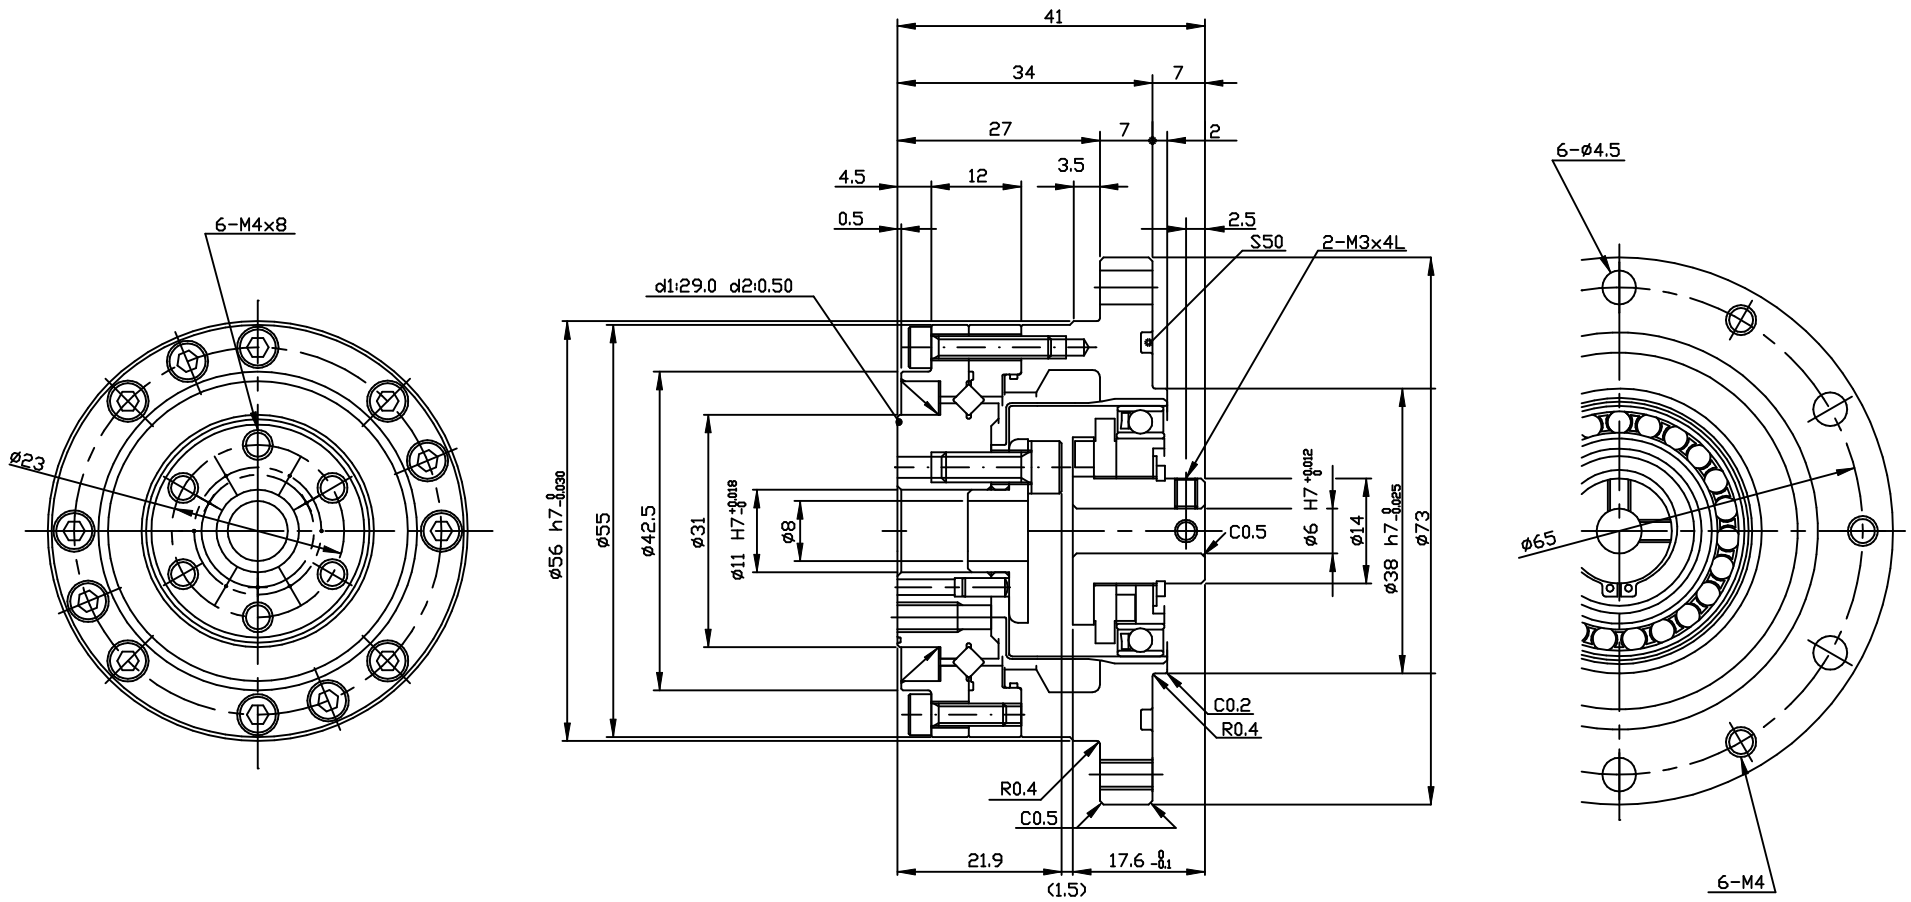 41
34
7
27
7
2
3.5
4.5
12
6-Ø4.5
6-M4x8
0.5
2.5
S50
2-M3x4L
d1:29.0 d2:0.50
Ø23
Ø56 h7 0 -0.030
Ø55
Ø42.5
Ø31
Ø11 H7 +0.018 0
Ø8
C0.5
Ø6 H7 +0.012 0
Ø14
Ø38 h7 0 -0.025
Ø73
Ø65
C0.2
R0.4
R0.4
C0.5
21.9
17.6 0 -0.1
(1.5)
6-M4